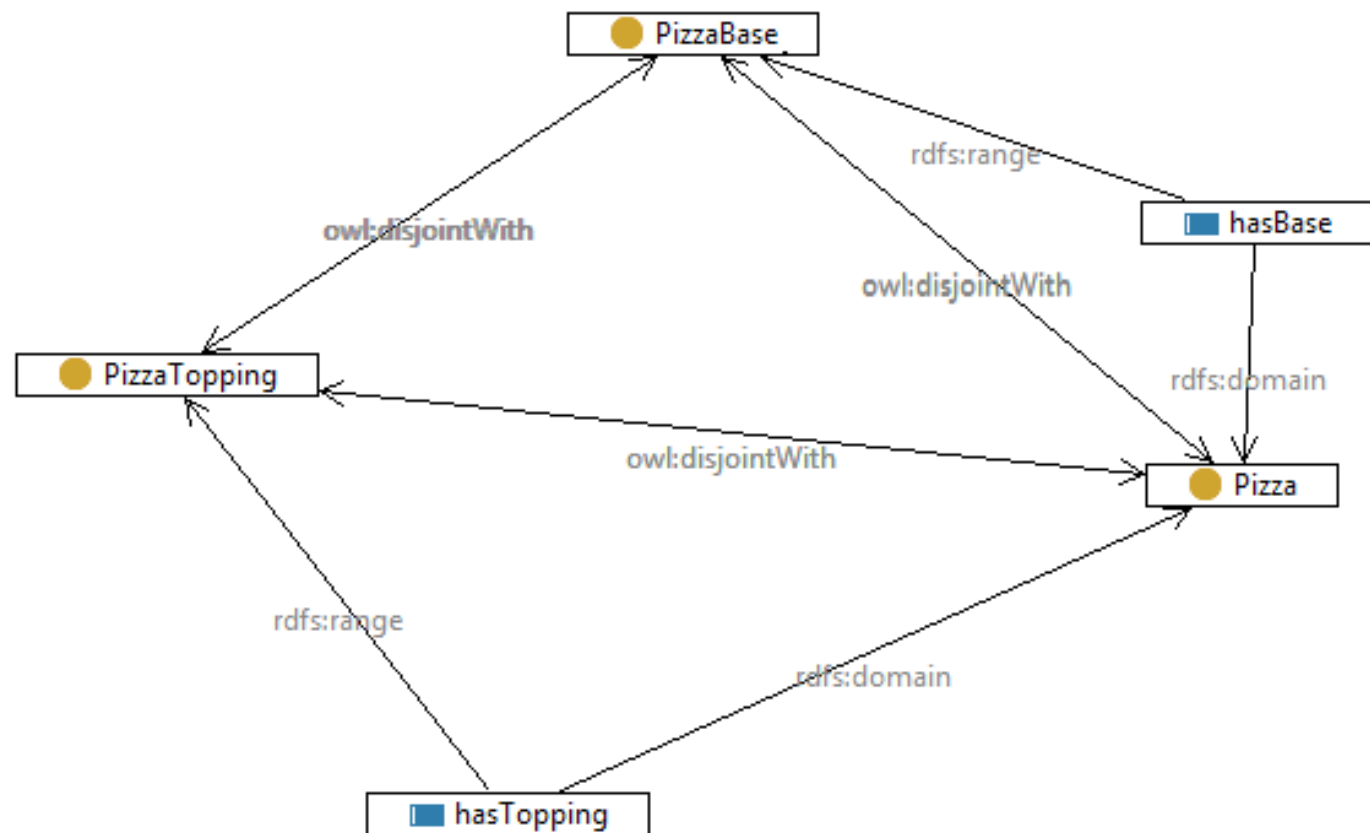 PizzaBase
rdfs:range
hasBase
owl:disjointWith
owl:disjointWith
PizzaTopping
rdfs:domain
owl:disjointWith
Pizza
rdfs:range
rdfs:domain
hasTopping